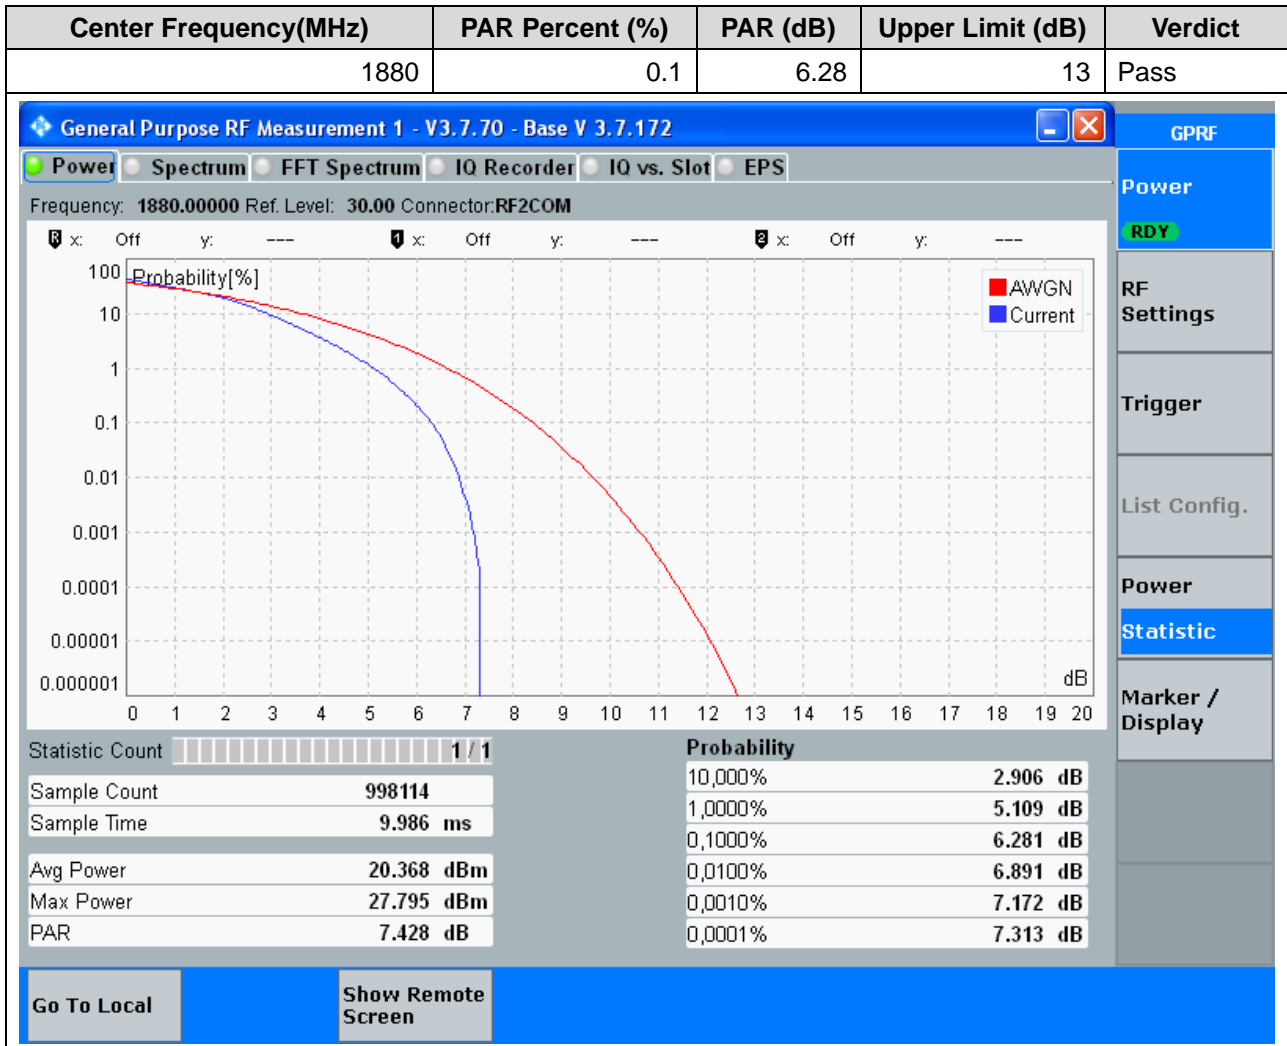 Center Frequency(MHz) PAR Percent (%) PAR (dB) Upper Limit (dB) Verdict
1880 0.1 6.28 13 Pass
General Purpose RF Measurement 1 - V3.7.70 - Base V 3.7.172
GPRF
Power Spectrum FFT Spectrum IQ Recorder IQ vs. Slot EPS
Frequency: 1880.00000 Ref. Level: 30.00 Connector:RF2COM
R x: Off y: --- 1 x: Off y: --- 2 x: Off y: ---
Probability[%]
AWGN
Current
100
10
1
0.1
0.01
0.001
0.0001
0.00001
0.000001
dB
0 1 2 3 4 5 6 7 8 9 10 11 12 13 14 15 16 17 18 19 20
Statistic Count 1 / 1
Sample Count 998114
Sample Time 9.986 ms
Avg Power 20.368 dBm
Max Power 27.795 dBm
PAR 7.428 dB
Probability
10,000% 2.906 dB
1,0000% 5.109 dB
0,1000% 6.281 dB
0,0100% 6.891 dB
0,0010% 7.172 dB
0,0001% 7.313 dB
Power
RDY
RF
Settings
Trigger
List Config.
Power
Statistic
Marker /
Display
Go To Local
Show Remote
Screen